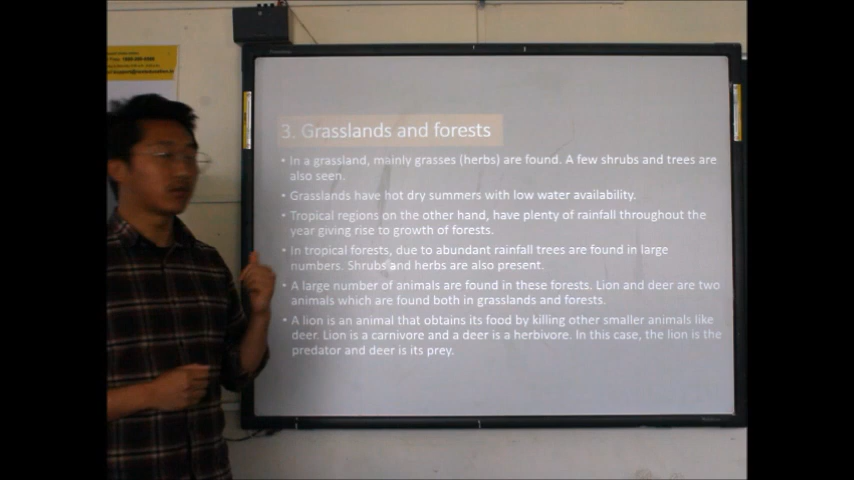 3. Grasslands and forests
• In a grassland, mainly grasses (herbs) are found. A few shrubs and trees are
also seen.
• Grasslands have hot dry summers with low water availability.
• Tropical regions on the other hand, have plenty of rainfall throughout the
year giving rise to growth of forests.
• In tropical forests, due to abundant rainfall trees are found in large
numbers. Shrubs and herbs are also present.
• A large number of animals are found in these forests. Lion and deer are two
animals which are found both in grasslands and forests.
• A lion is an animal that obtains its food by killing other smaller animals like
deer. Lion is a carnivore and a deer is a herbivore. In this case, the lion is the
predator and deer is its prey.